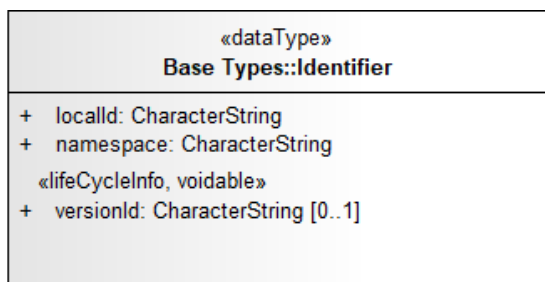 «dataType»
Base Types::Identifier
+ localId: CharacterString
+ namespace: CharacterString
«lifeCycleInfo, voidable»
+ versionId: CharacterString [0..1]